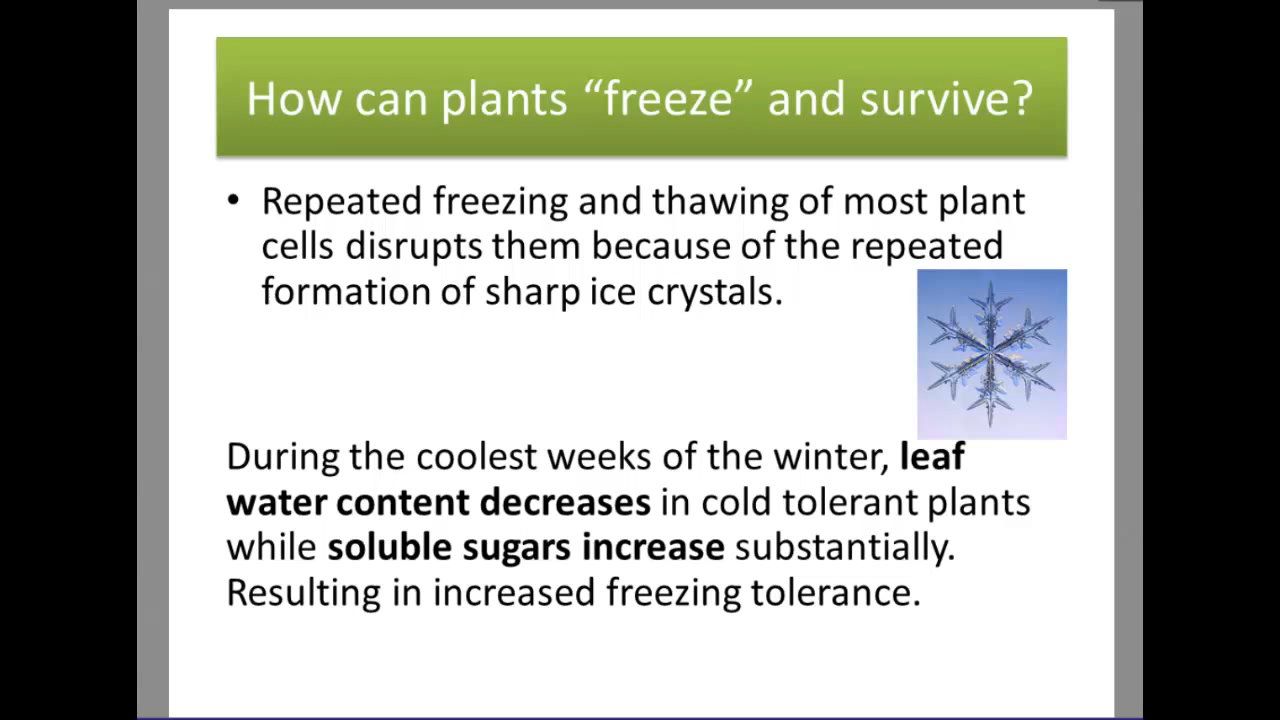 How can plants “freeze” and survive?
• Repeated freezing and thawing of most plant
cells disrupts them because of the repeated
formation of sharp ice crystals.
During the coolest weeks of the winter, leaf
water content decreases in cold tolerant plants
while soluble sugars increase substantially.
Resulting in increased freezing tolerance.